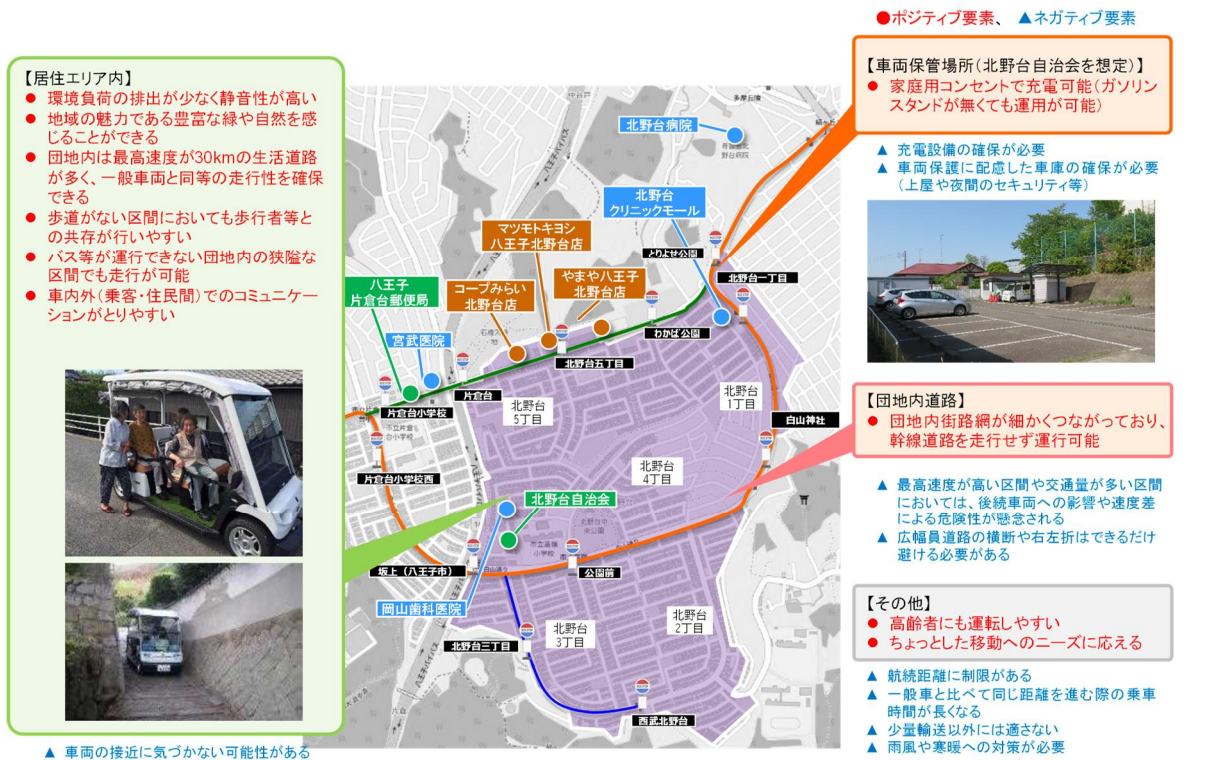 ●ポジティブ要素、 ▲ネガティブ要素
【居住エリア内】
● 環境負荷の排出が少なく静音性が高い
● 地域の魅力である豊富な緑や自然を感
じることができる
● 団地内は最高速度が30kmの生活道路
が多く、一般車両と同等の走行性を確保
できる
● 歩道がない区間においても歩行者等と
の共存が行いやすい
● バス等が運行できない団地内の狭隘な
区間でも走行が可能
● 車内外（乗客・住民間）でのコミュニケー
ションがとりやすい
▲ 車両の接近に気づかない可能性がある
北野台病院
北野台
クリニックモール
マツモトキヨシ
八王子北野台店
とりよせ公園
やまや八王子
北野台店
北野台一丁目
八王子
片倉台郵便局
コープみらい
北野台店
わかば公園
宮武医院
北野台五丁目
片倉台
北野台
1丁目
片倉台小学校
北野台
5丁目
白山神社
片倉台小学校西
北野台
4丁目
北野台自治会
坂上（八王子市）
公園前
岡山歯科医院
北野台
2丁目
北野台
3丁目
北野台三丁目
西武北野台
八王子バイパス
【車両保管場所（北野台自治会を想定）】
● 家庭用コンセントで充電可能（ガソリン
スタンドが無くても運用が可能）
▲ 充電設備の確保が必要
▲ 車両保護に配慮した車庫の確保が必要
（上屋や夜間のセキュリティ等）
【団地内道路】
● 団地内街路網が細かくつながっており、
幹線道路を走行せず運行可能
▲ 最高速度が高い区間や交通量が多い区間
においては、後続車両への影響や速度差
による危険性が懸念される
▲ 広幅員道路の横断や右左折はできるだけ
避ける必要がある
【その他】
● 高齢者にも運転しやすい
● ちょっとした移動へのニーズに応える
▲ 航続距離に制限がある
▲ 一般車と比べて同じ距離を進む際の乗車
時間が長くなる
▲ 少量輸送以外には適さない
▲ 雨風や寒暖への対策が必要